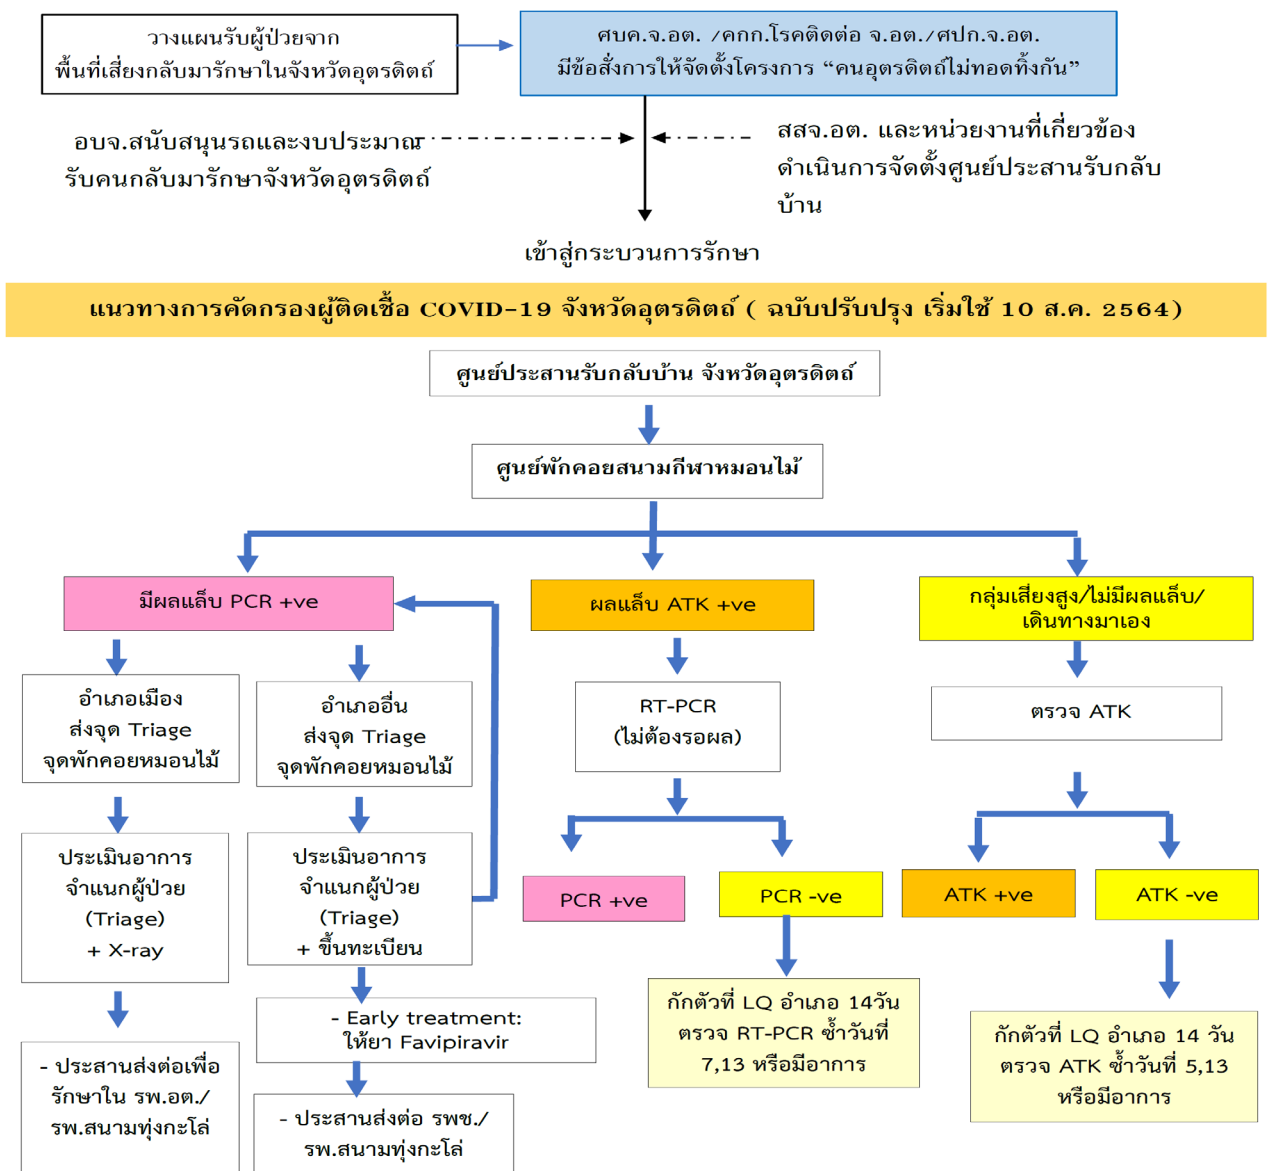 วางแผนรับผู้ป่วยจาก
พื้นที่เสี่ยงกลับมารักษาในจังหวัดอุตรดิตถ์
ศบค.จ.อต. /คกก.โรคติดต่อ จ.อต./ศปก.จ.อต.
มีข้อสั่งการให้จัดตั้งโครงการ “คนอุตรดิตถ์ไม่ทอดทิ้งกัน”
อบจ.สนับสนุนรถและงบประมาณ
รับคนกลับมารักษาจังหวัดอุตรดิตถ์
สสจ.อต. และหน่วยงานที่เกี่ยวข้อง
ดำเนินการจัดตั้งศูนย์ประสานรับกลับ
บ้าน
เข้าสู่กระบวนการรักษา
แนวทางการคัดกรองผู้ติดเชื้อ COVID-19 จังหวัดอุตรดิตถ์ ( ฉบับปรับปรุง เริ่มใช้ 10 ส.ค. 2564)
ศูนย์ประสานรับกลับบ้าน จังหวัดอุตรดิตถ์
ศูนย์พักคอยสนามกีฬาหมอนไม้
มีผลแล็บ PCR +ve
ผลแล็บ ATK +ve
กลุ่มเสี่ยงสูง/ไม่มีผลแล็บ/
เดินทางมาเอง
อำเภอเมือง
ส่งจุด Triage
จุดพักคอยหมอนไม้
อำเภออื่น
ส่งจุด Triage
จุดพักคอยหมอนไม้
RT-PCR
(ไม่ต้องรอผล)
ตรวจ ATK
ประเมินอาการ
จำแนกผู้ป่วย
(Triage)
+ X-ray
ประเมินอาการ
จำแนกผู้ป่วย
(Triage)
+ ขึ้นทะเบียน
PCR +ve
PCR -ve
ATK +ve
ATK -ve
- Early treatment:
ให้ยา Favipiravir
กักตัวที่ LQ อำเภอ 14วัน
ตรวจ RT-PCR ซ้ำวันที่
7,13 หรือมีอาการ
กักตัวที่ LQ อำเภอ 14 วัน
ตรวจ ATK ซ้ำวันที่ 5,13
หรือมีอาการ
- ประสานส่งต่อเพื่อ
รักษาใน รพ.อต./
รพ.สนามทุ่งกะโล่
- ประสานส่งต่อ รพช./
รพ.สนามทุ่งกะโล่